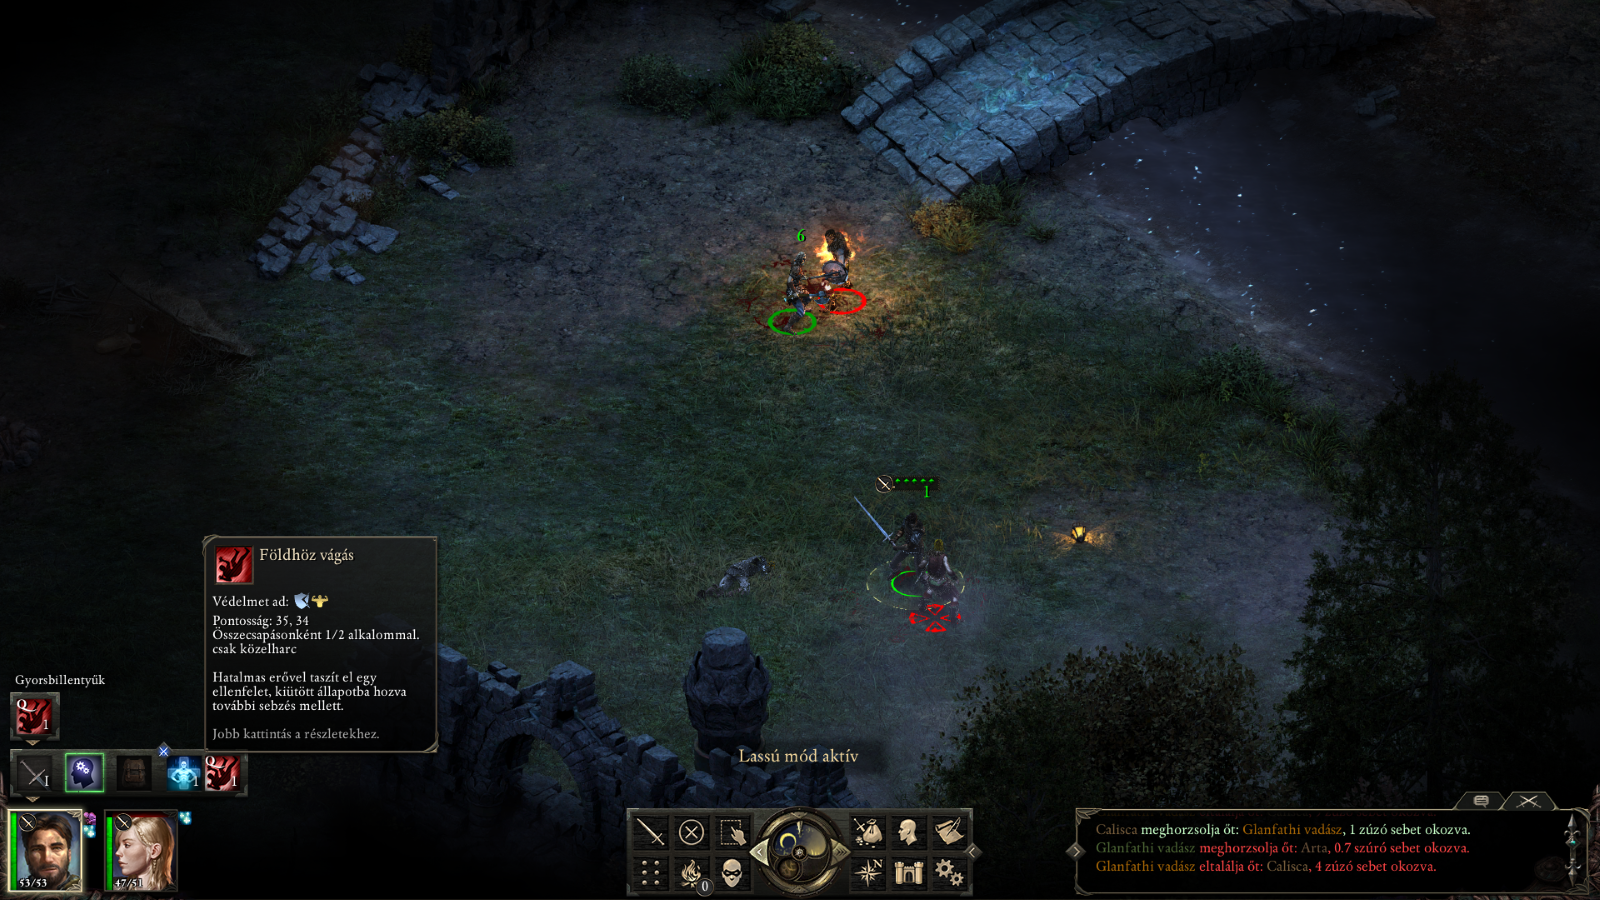 6
1
Földhöz vágás
Védelmet ad:
Pontosság: 35, 34
Összecsapásonként 1/2 alkalommal.
csak közelharc
Hatalmas erővel taszít el egy
ellenfelet, kiütött állapotba hozva
további sebzés mellett.
Jobb kattintás a részletekhez.
Gyorsbillentyűk
Q
1
I
1
Q
1
Lassú mód aktív
53/53
47/51
0
N
Calisca meghorzsolja őt: Glanfathi vadász, 1 zúzó sebet okozva.
Glanfathi vadász meghorzsolja őt: Arta, 0.7 szúró sebet okozva.
Glanfathi vadász eltalálja őt: Calisca, 4 zúzó sebet okozva.